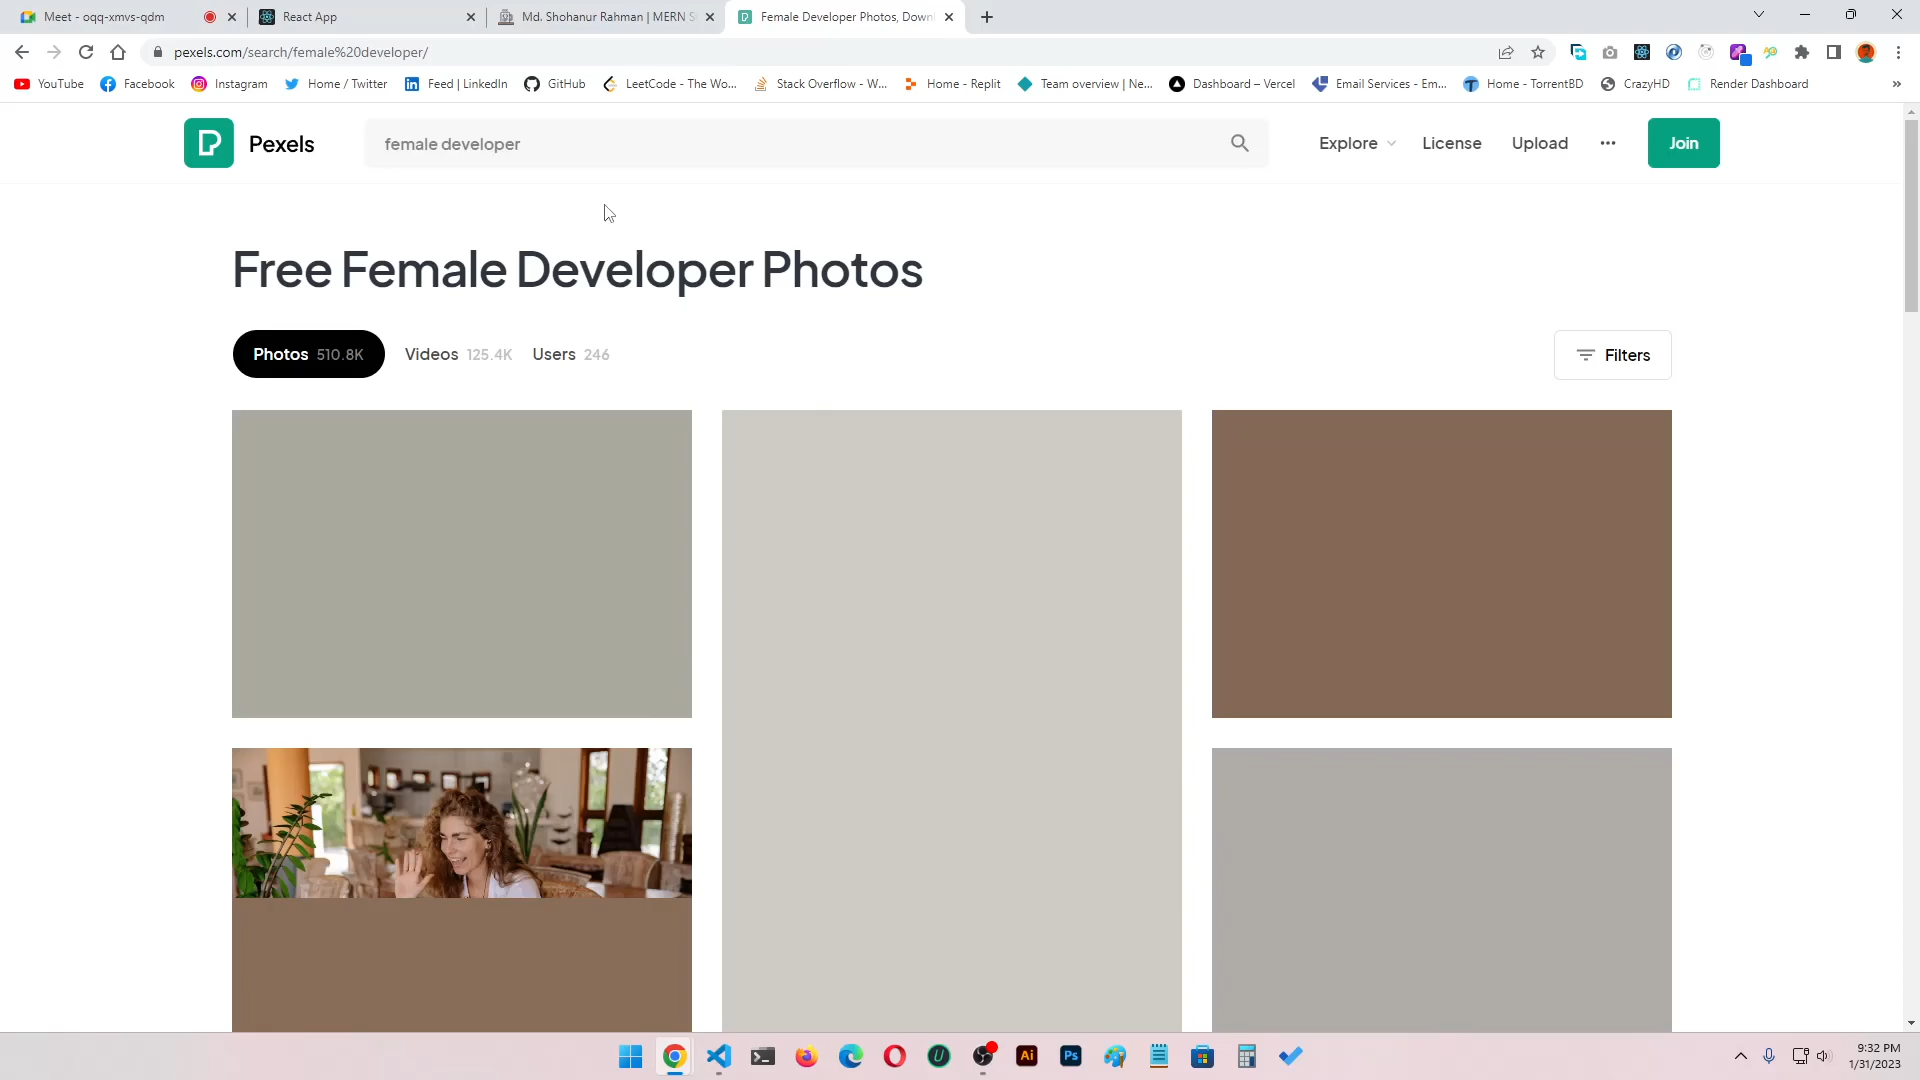 Meet - oqq-xmvs-qdm
React App
Md. Shohanur Rahman | MERN S
Female Developer Photos, Down
pexels.com/search/female%20developer/
YouTube
Facebook
Instagram
Home / Twitter
Feed | LinkedIn
GitHub
LeetCode - The Wo...
Stack Overflow - W...
Home - Replit
Team overview | Ne...
Dashboard – Vercel
Email Services - Em...
Home - TorrentBD
CrazyHD
Render Dashboard
»
Pexels
female developer
Explore
License
Upload
Join
Free Female Developer Photos
Photos 510.8K
Videos 125.4K
Users 246
Filters
Ai
Ps
9:32 PM
1/31/2023